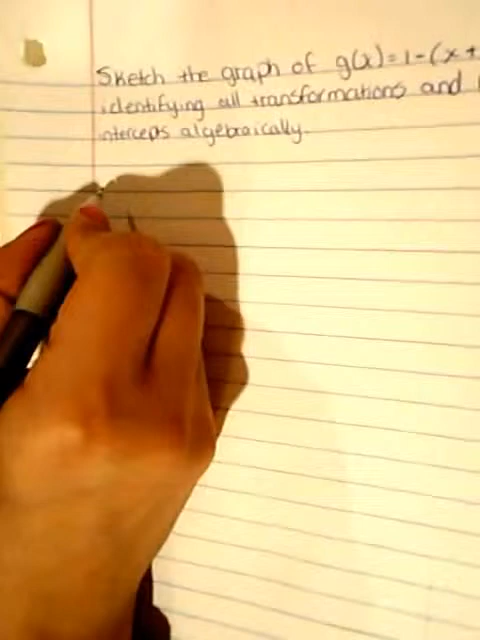 Sketch the graph of g(x)=1-(x+
identifying all transformations and
intercepts algebraically.